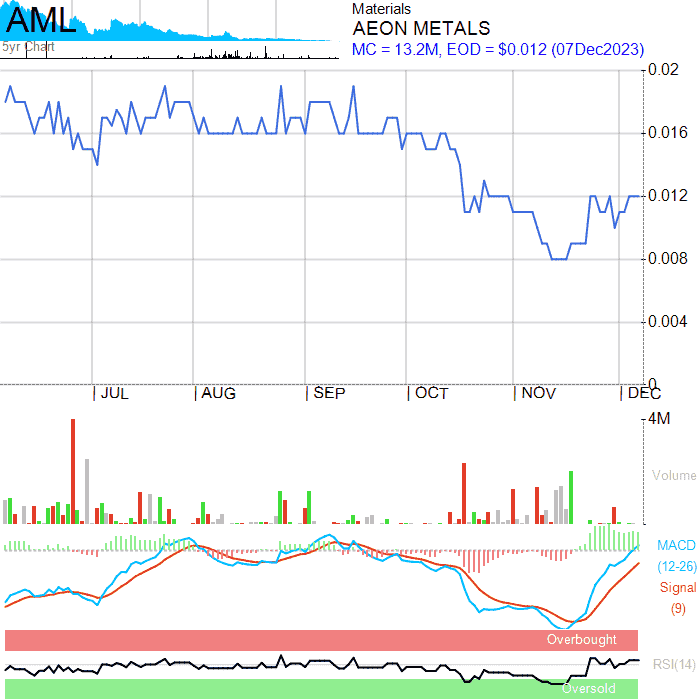 AML
5yr Chart
Materials
AEON METALS
MC = 13.2M, EOD = $0.012 (07Dec2023)
0.02
0.016
0.012
0.008
0.004
0
JUL AUG SEP OCT NOV DEC
4M
Volume
MACD
(12-26)
Signal
(9)
Overbought
RSI(14)
Oversold